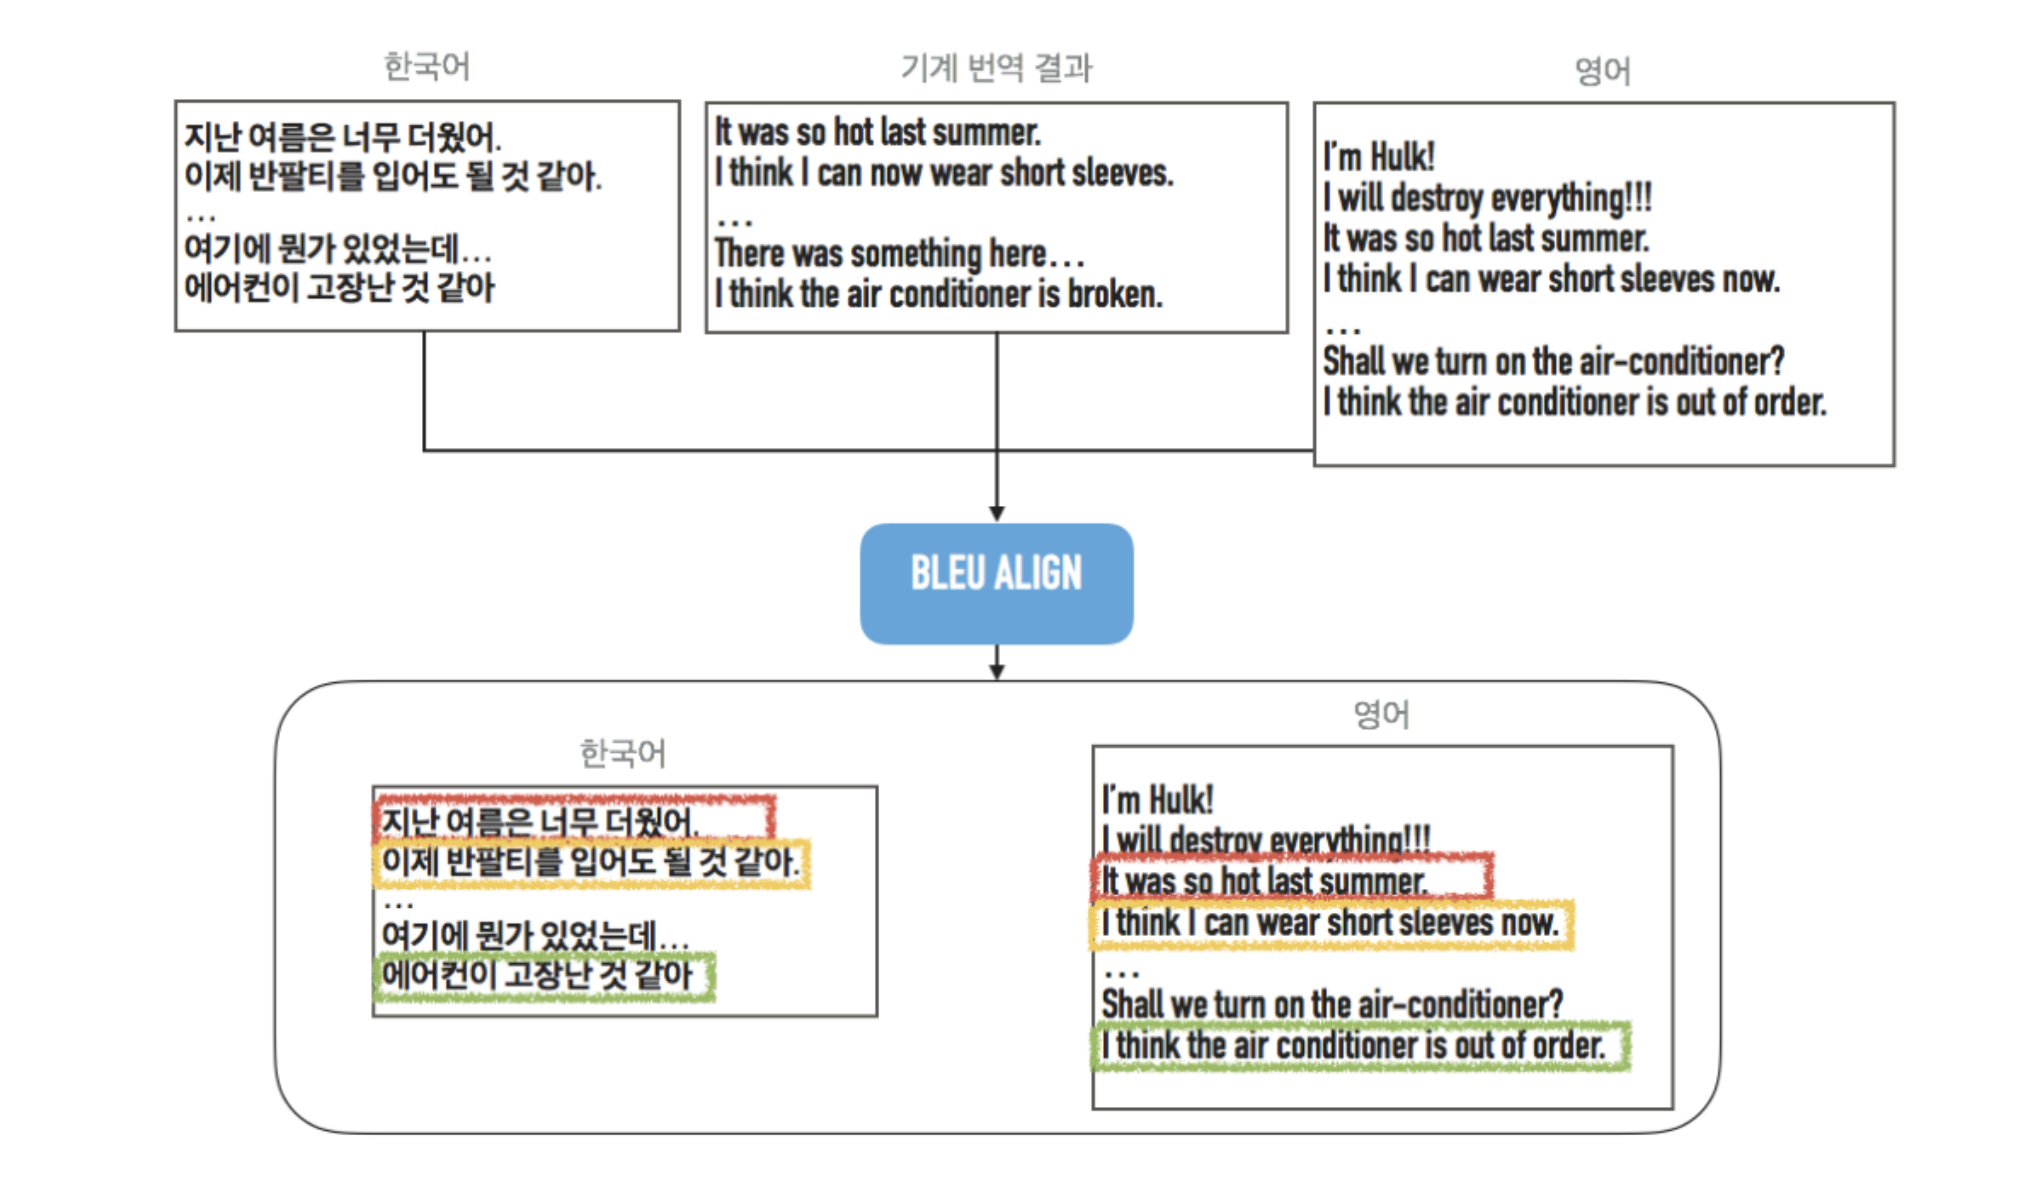 한국어
지난 여름은 너무 더웠어.
이제 반팔티를 입어도 될 것 같아.
...
여기에 뭔가 있었는데...
에어컨이 고장난 것 같아
기계 번역 결과
It was so hot last summer.
I think I can now wear short sleeves.
...
There was something here...
I think the air conditioner is broken.
영어
I'm Hulk!
I will destroy everything!!!
It was so hot last summer.
I think I can wear short sleeves now.
...
Shall we turn on the air-conditioner?
I think the air conditioner is out of order.
BLEU ALIGN
한국어
지난 여름은 너무 더웠어.
이제 반팔티를 입어도 될 것 같아.
...
여기에 뭔가 있었는데...
에어컨이 고장난 것 같아
영어
I'm Hulk!
I will destroy everything!!!
It was so hot last summer.
I think I can wear short sleeves now.
...
Shall we turn on the air-conditioner?
I think the air conditioner is out of order.